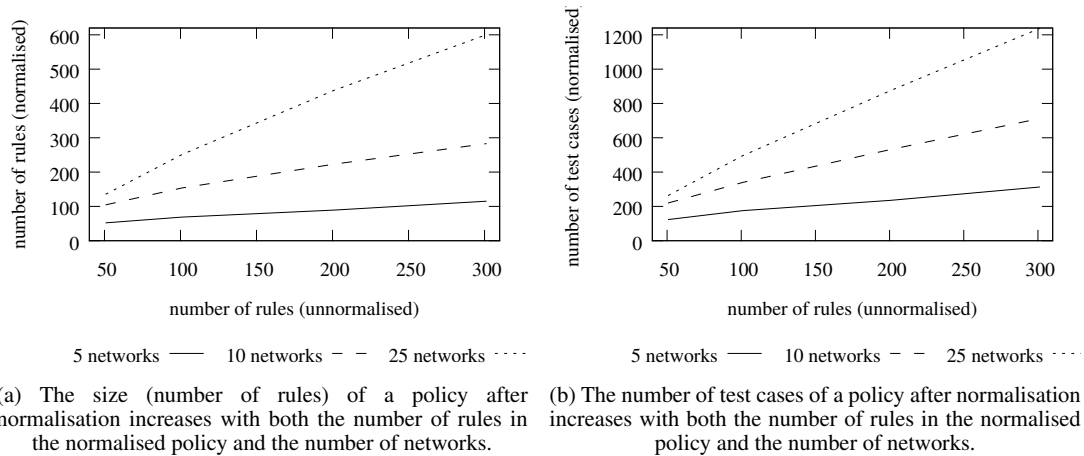 number of rules (normalised)
600
500
400
300
200
100
0
50 100 150 200 250 300
number of rules (unnormalised)
5 networks 10 networks 25 networks
(a) The size (number of rules) of a policy after
normalisation increases with both the number of rules in
the normalised policy and the number of networks.
number of test cases (normalised)
1200
1000
800
600
400
200
0
50 100 150 200 250 300
number of rules (unnormalised)
5 networks 10 networks 25 networks
(b) The number of test cases of a policy after normalisation
increases with both the number of rules in the normalised
policy and the number of networks.